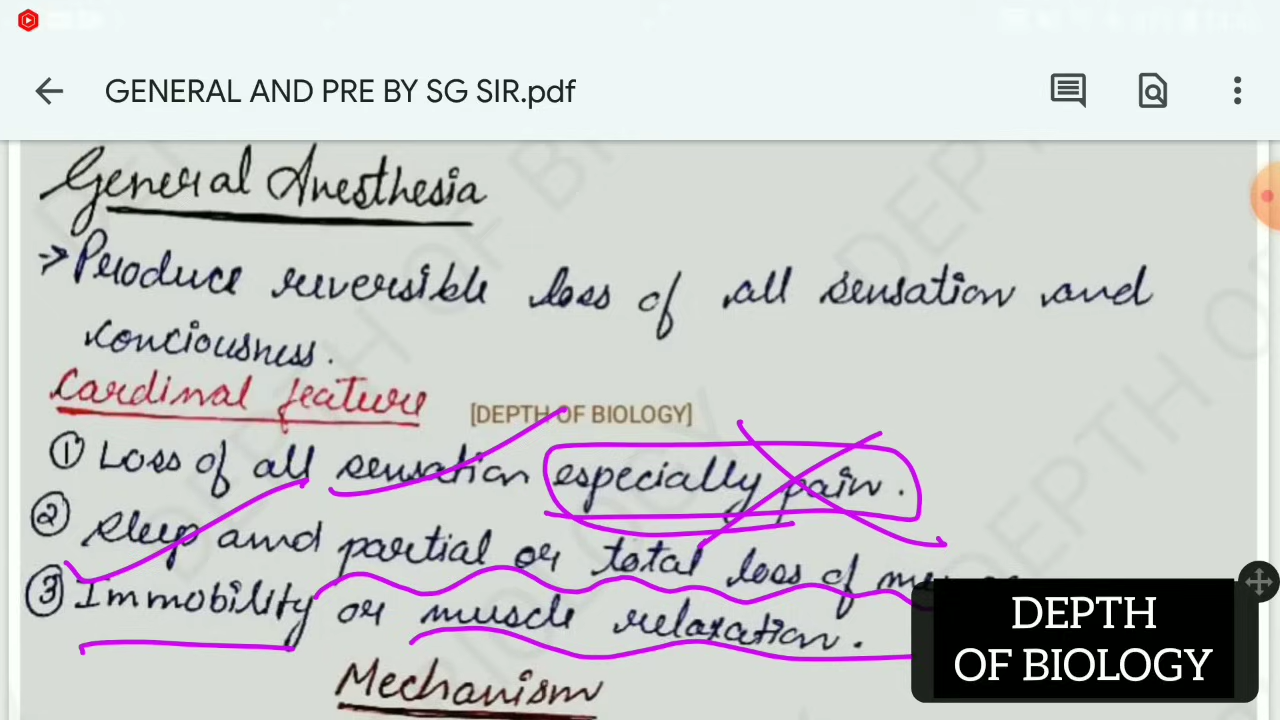 GENERAL AND PRE BY SG SIR.pdf
General Anesthesia
→ Produce reversible loss of all sensation and
conciousness.
Cardinal feature
[DEPTH OF BIOLOGY]
① Loss of all sensation especially pain.
② Sleep and partial or total loss of
③ Immobility or muscle relaxation.
Mechanism
DEPTH
OF BIOLOGY